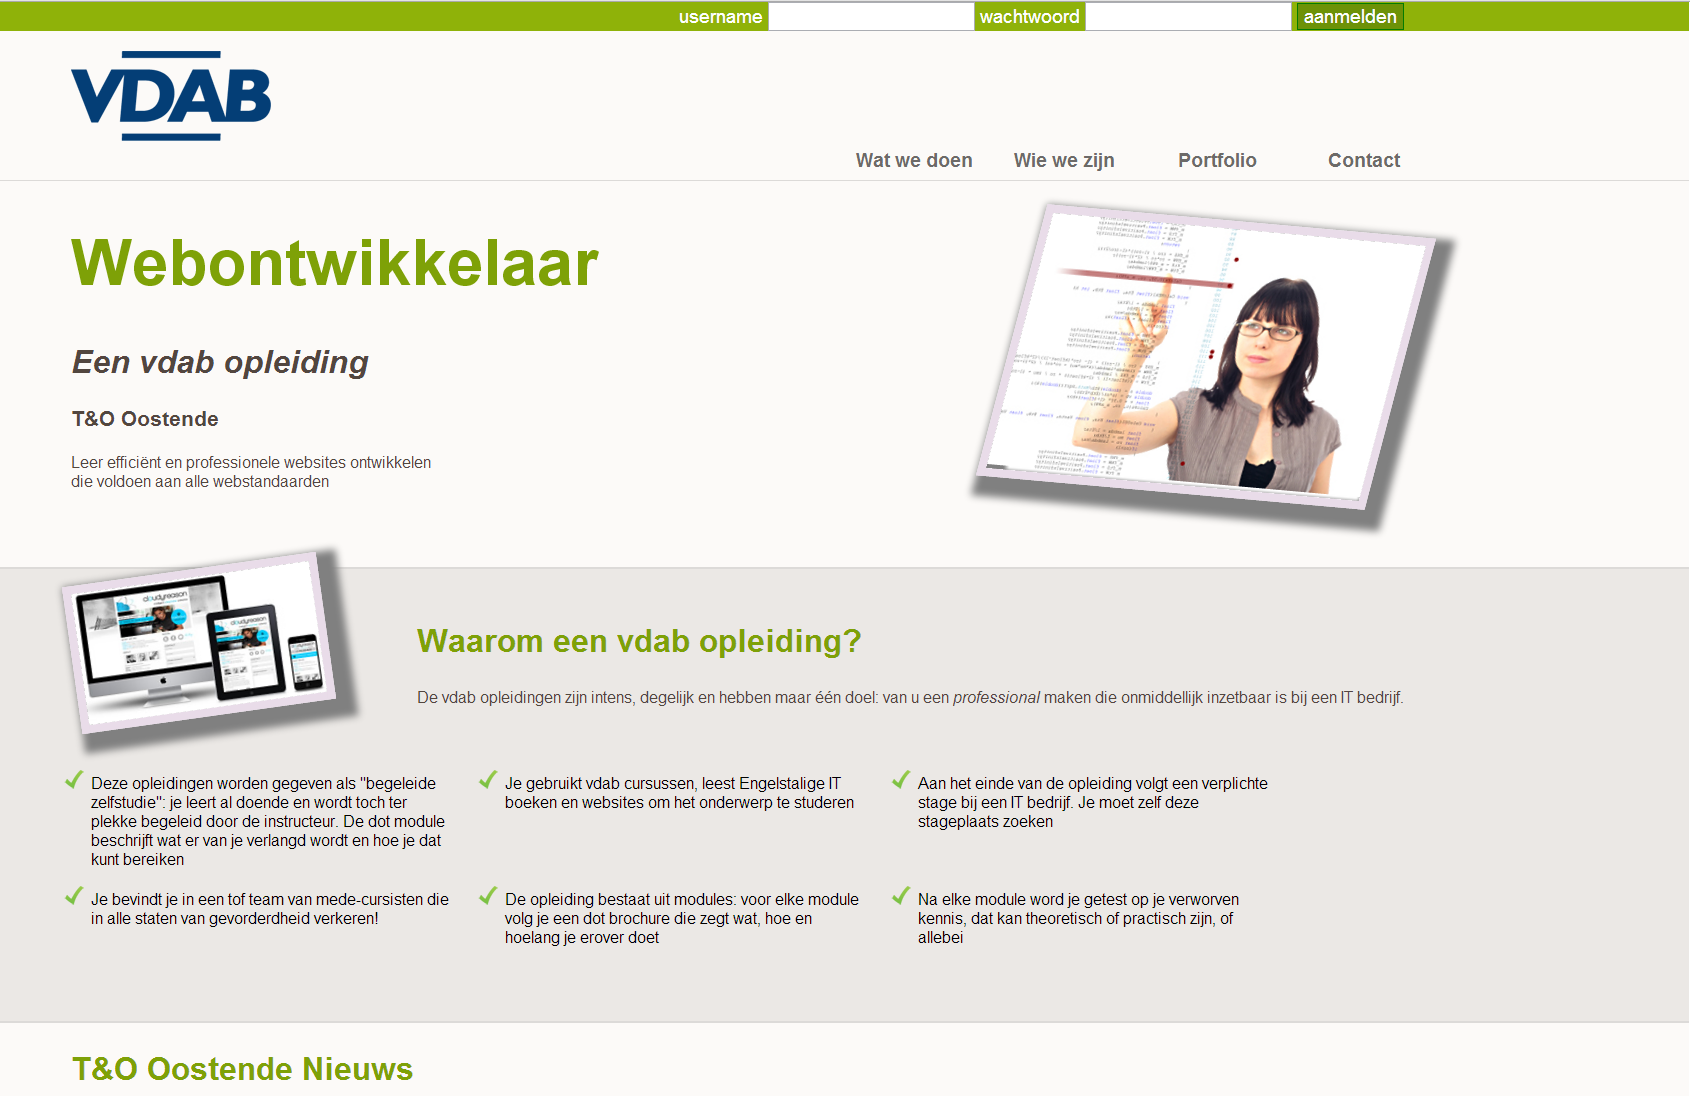 username wachtwoord aanmelden
VDAB
Wat we doen Wie we zijn Portfolio Contact
Webontwikkelaar
Een vdab opleiding
T&O Oostende
Leer efficiënt en professionele websites ontwikkelen
die voldoen aan alle webstandaarden
cloudyreason
cloudyreason
Waarom een vdab opleiding?
De vdab opleidingen zijn intens, degelijk en hebben maar één doel: van u een professional maken die onmiddellijk inzetbaar is bij een IT bedrijf.
Deze opleidingen worden gegeven als "begeleide
zelfstudie": je leert al doende en wordt toch ter
plekke begeleid door de instructeur. De dot module
beschrijft wat er van je verlangd wordt en hoe je dat
kunt bereiken
Je gebruikt vdab cursussen, leest Engelstalige IT
boeken en websites om het onderwerp te studeren
Aan het einde van de opleiding volgt een verplichte
stage bij een IT bedrijf. Je moet zelf deze
stageplaats zoeken
Je bevindt je in een tof team van mede-cursisten die
in alle staten van gevorderdheid verkeren!
De opleiding bestaat uit modules: voor elke module
volg je een dot brochure die zegt wat, hoe en
hoelang je erover doet
Na elke module word je getest op je verworven
kennis, dat kan theoretisch of practisch zijn, of
allebei
T&O Oostende Nieuws